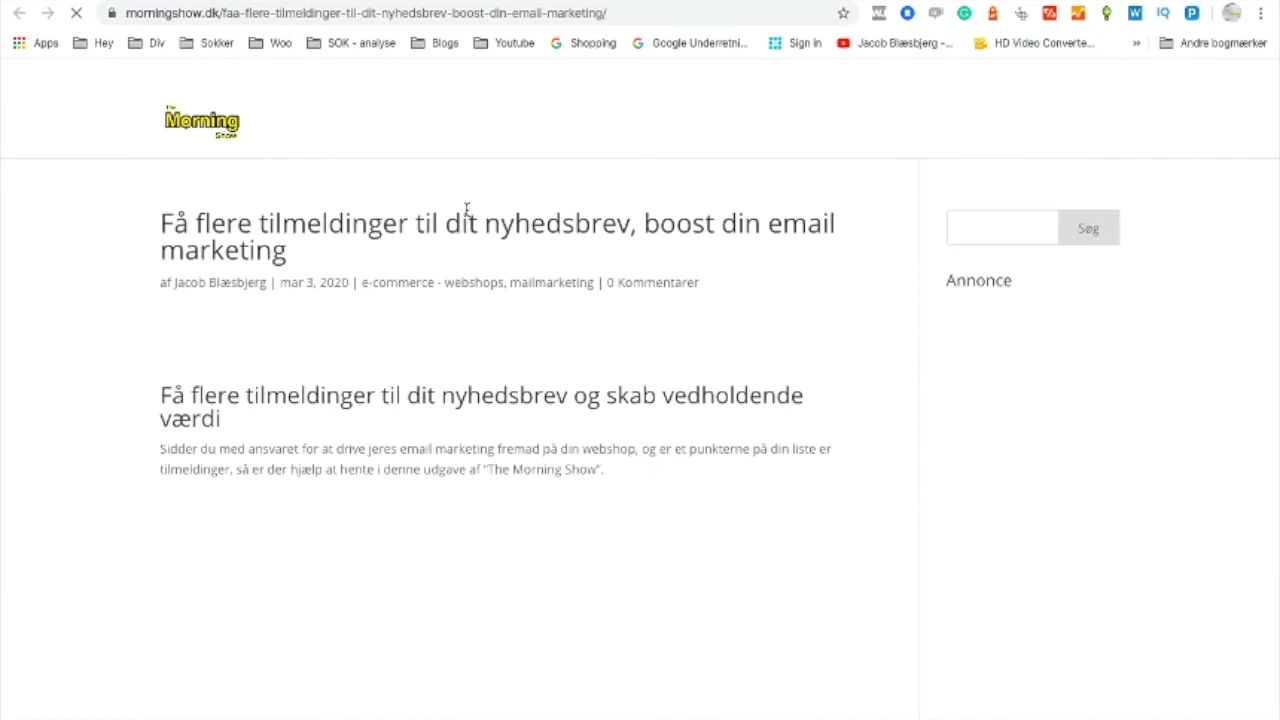 morningshow.dk/faa-flere-tilmeldinger-til-dit-nyhedsbrev-boost-din-email-marketing/
Apps Hey Div Sokker Woo SOK - analyse Blogs Youtube Shopping Google Underretni... Sign in Jacob Blæsbjerg -... HD Video Converte... » Andre bogmærker
The
Morning
Show
Få flere tilmeldinger til dit nyhedsbrev, boost din email
marketing
af Jacob Blæsbjerg | mar 3, 2020 | e-commerce - webshops, mailmarketing | 0 Kommentarer
Søg
Annonce
Få flere tilmeldinger til dit nyhedsbrev og skab vedholdende
værdi
Sidder du med ansvaret for at drive jeres email marketing fremad på din webshop, og er et punkterne på din liste er
tilmeldinger, så er der hjælp at hente i denne udgave af "The Morning Show".